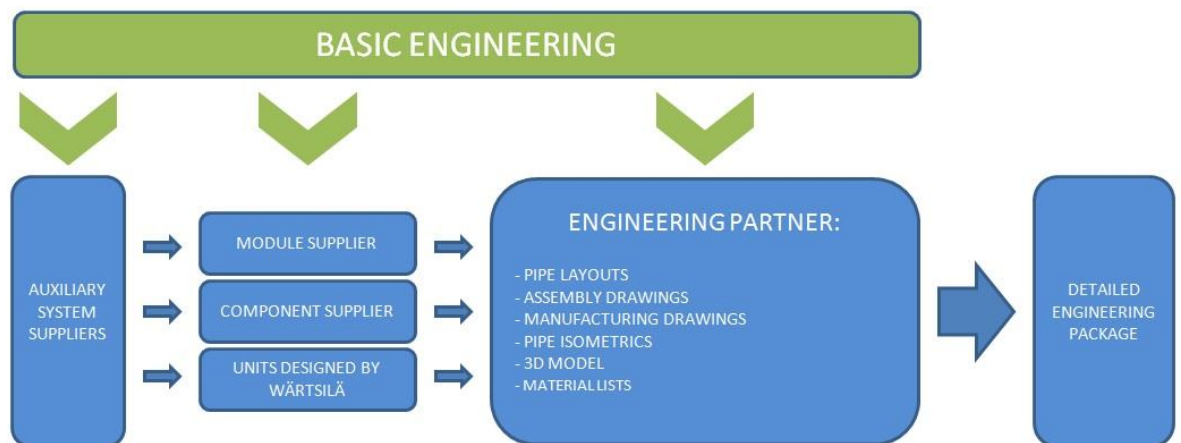 BASIC ENGINEERING
AUXILIARY
SYSTEM
SUPPLIERS
MODULE SUPPLIER
COMPONENT SUPPLIER
UNITS DESIGNED BY
WÄRTSILÄ
ENGINEERING PARTNER:
- PIPE LAYOUTS
- ASSEMBLY DRAWINGS
- MANUFACTURING DRAWINGS
- PIPE ISOMETRICS
- 3D MODEL
- MATERIAL LISTS
DETAILED
ENGINEERING
PACKAGE